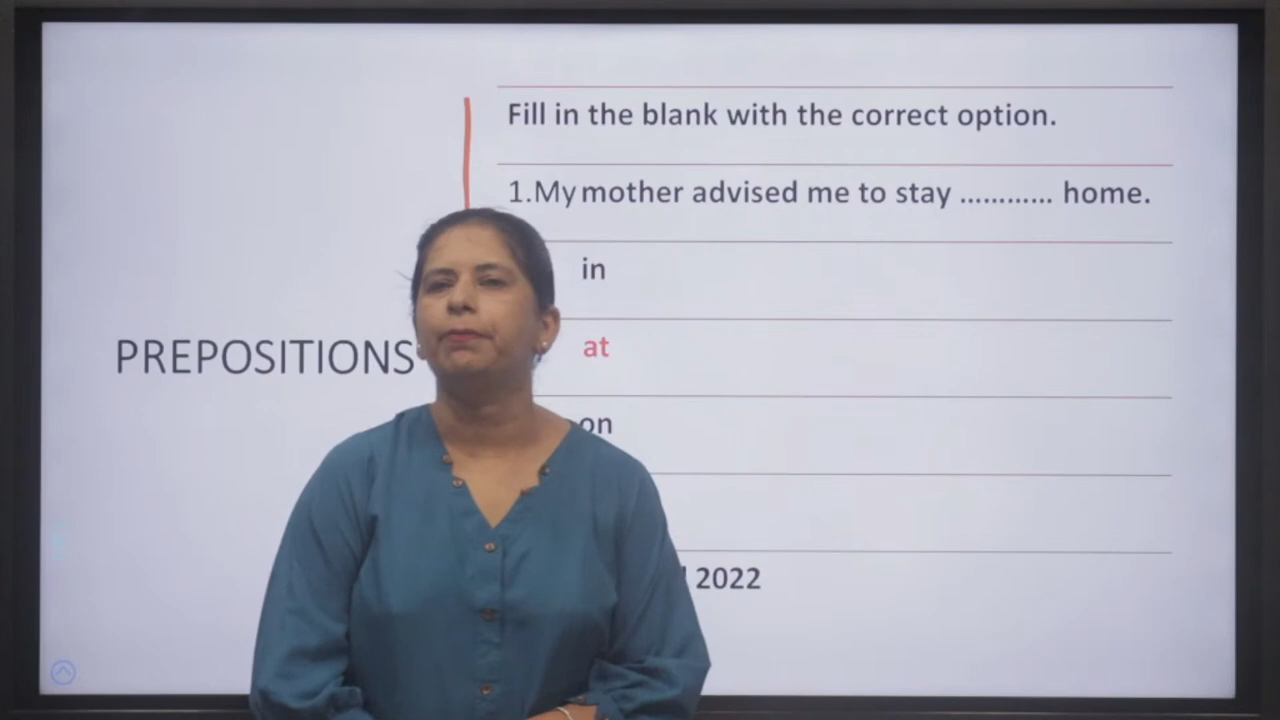 Fill in the blank with the correct option.
1.My mother advised me to stay ............ home.
in
at
PREPOSITIONS
on
2022